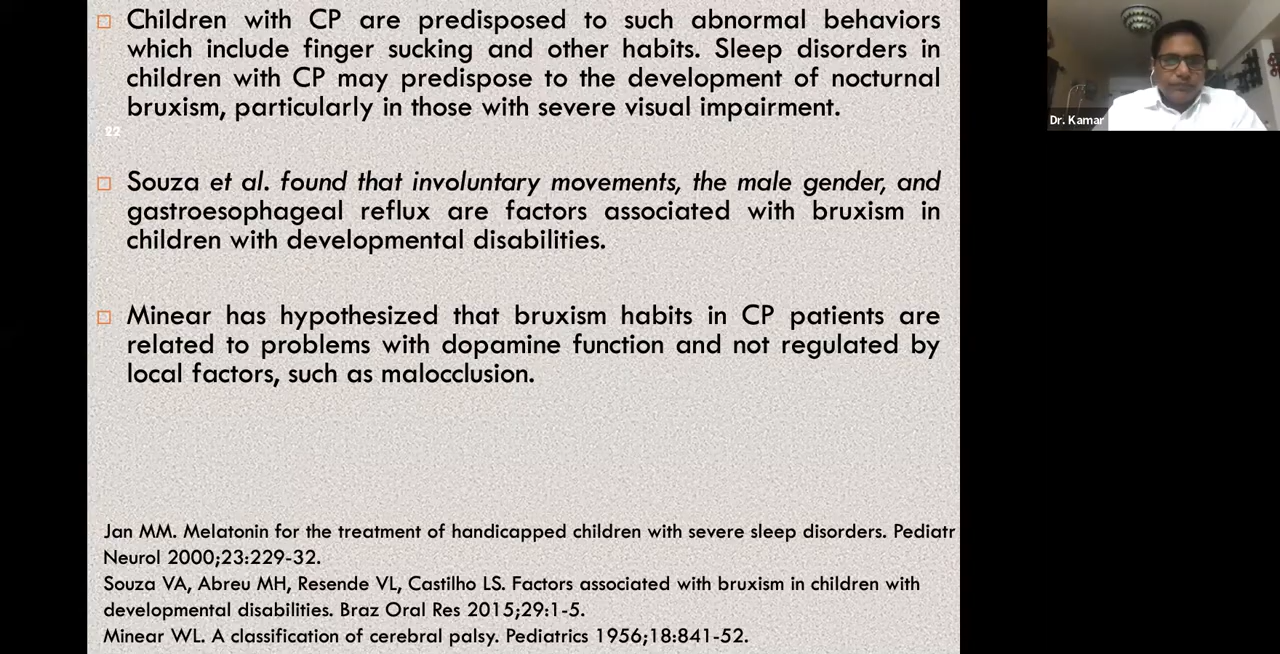 Children with CP are predisposed to such abnormal behaviors
which include finger sucking and other habits. Sleep disorders in
children with CP may predispose to the development of nocturnal
bruxism, particularly in those with severe visual impairment.
22
Souza et al. found that involuntary movements, the male gender, and
gastroesophageal reflux are factors associated with bruxism in
children with developmental disabilities.
Minear has hypothesized that bruxism habits in CP patients are
related to problems with dopamine function and not regulated by
local factors, such as malocclusion.
Jan MM. Melatonin for the treatment of handicapped children with severe sleep disorders. Pediatr
Neurol 2000;23:229-32.
Souza VA, Abreu MH, Resende VL, Castilho LS. Factors associated with bruxism in children with
developmental disabilities. Braz Oral Res 2015;29:1-5.
Minear WL. A classification of cerebral palsy. Pediatrics 1956;18:841-52.
Dr. Kamar